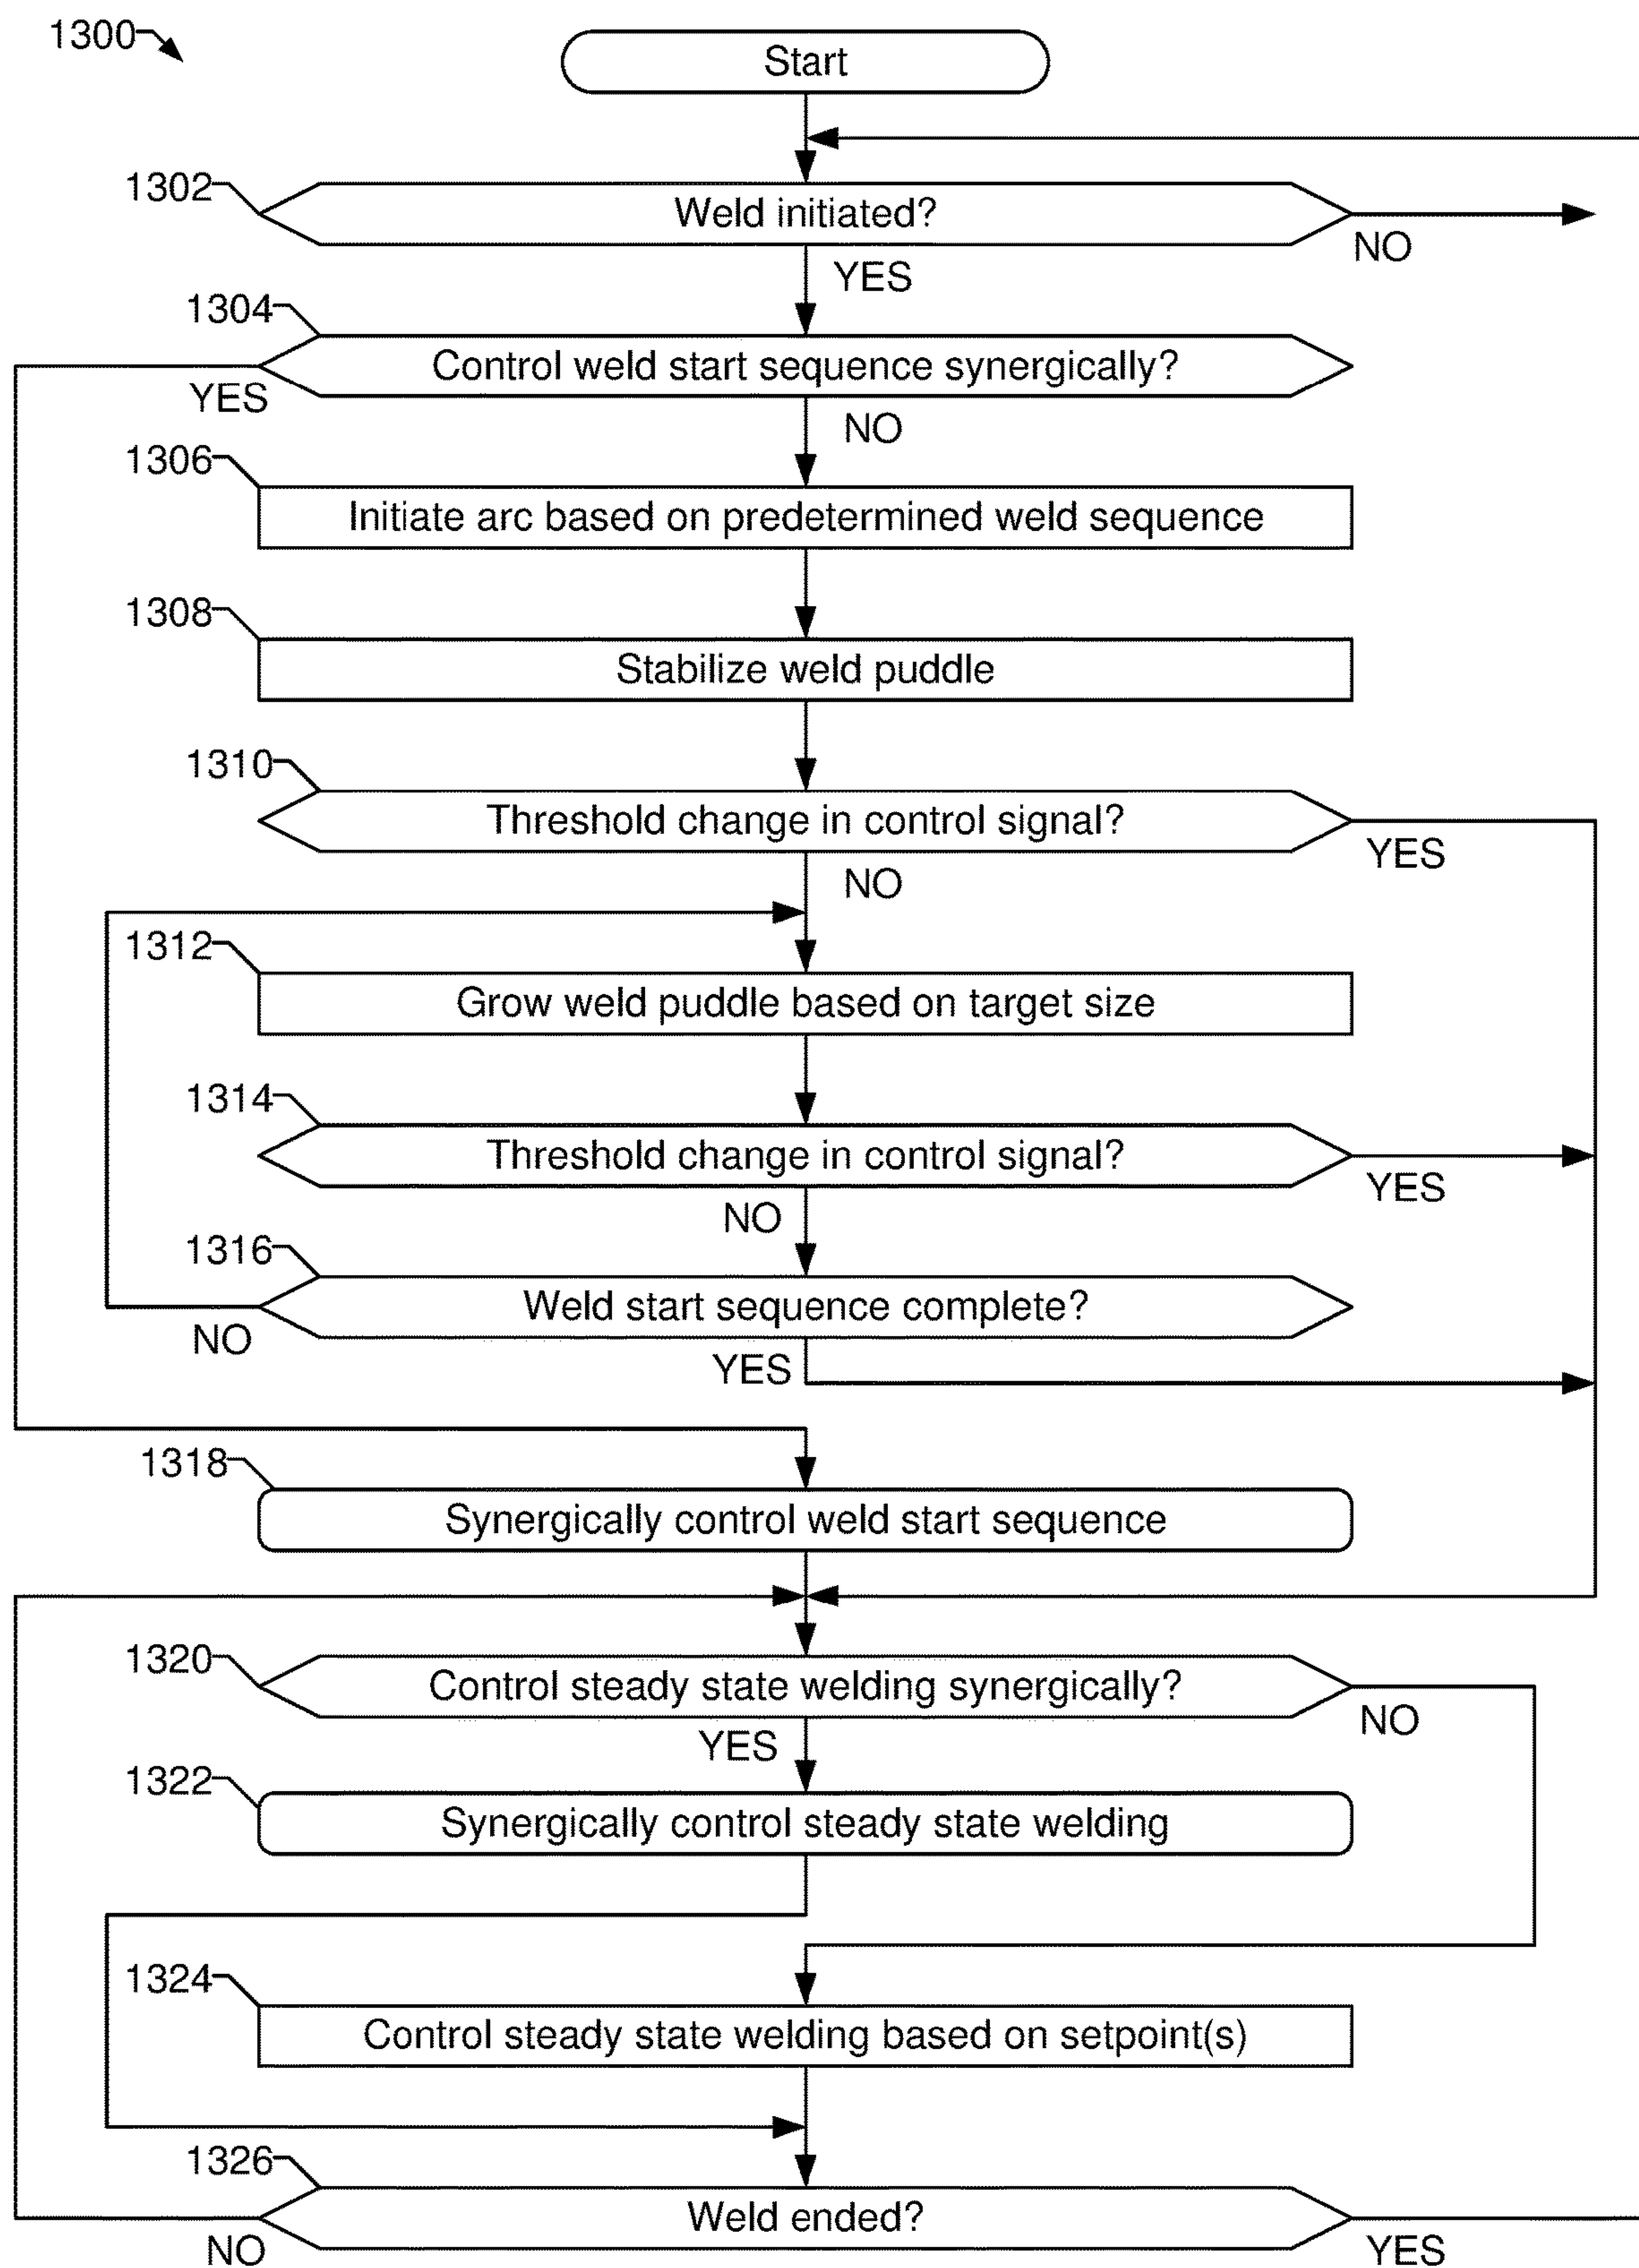 1300
Start
1302
Weld initiated?
NO
YES
1304
Control weld start sequence synergically?
YES
NO
1306
Initiate arc based on predetermined weld sequence
1308
Stabilize weld puddle
1310
Threshold change in control signal?
YES
NO
1312
Grow weld puddle based on target size
1314
Threshold change in control signal?
YES
NO
1316
Weld start sequence complete?
NO
YES
1318
Synergically control weld start sequence
1320
Control steady state welding synergically?
NO
YES
1322
Synergically control steady state welding
1324
Control steady state welding based on setpoint(s)
1326
Weld ended?
NO
YES